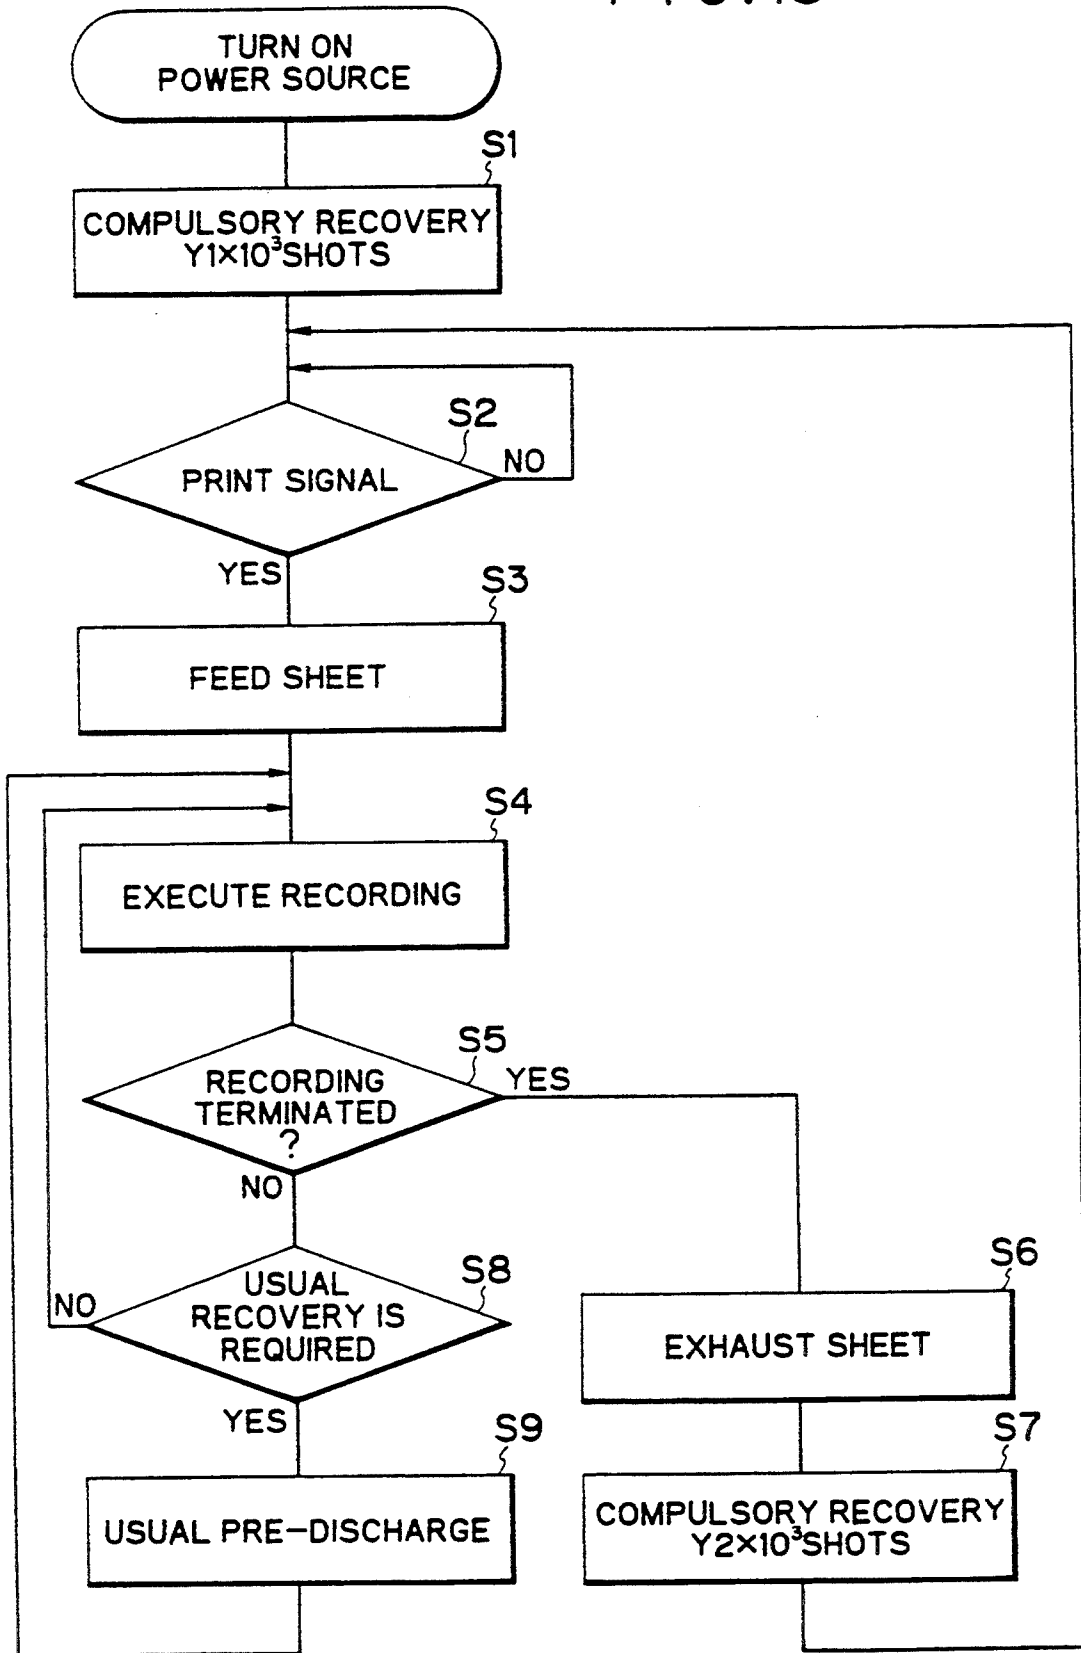 TURN ON
POWER SOURCE
S1
COMPULSORY RECOVERY
Y1×10³SHOTS
S2
PRINT SIGNAL
NO
YES
S3
FEED SHEET
S4
EXECUTE RECORDING
S5
RECORDING
TERMINATED
?
YES
NO
S8
USUAL
RECOVERY IS
REQUIRED
NO
YES
S6
EXHAUST SHEET
S9
USUAL PRE-DISCHARGE
S7
COMPULSORY RECOVERY
Y2×10³SHOTS